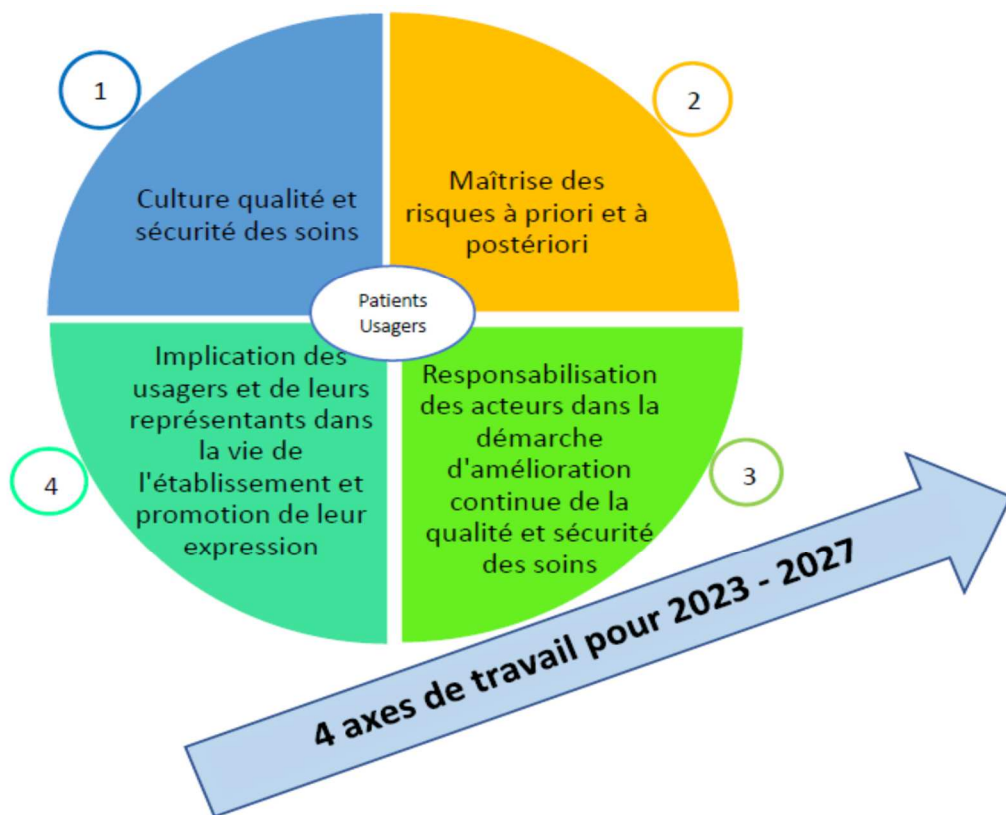 1
Culture qualité et
sécurité des soins
2
Maîtrise des
risques à priori et à
postériori
Patients
Usagers
3
Responsabilisation
des acteurs dans la
démarche
d'amélioration
continue de la
qualité et sécurité
des soins
4
Implication des
usagers et de leurs
représentants dans
la vie de
l'établissement et
promotion de leur
expression
4 axes de travail pour 2023 - 2027